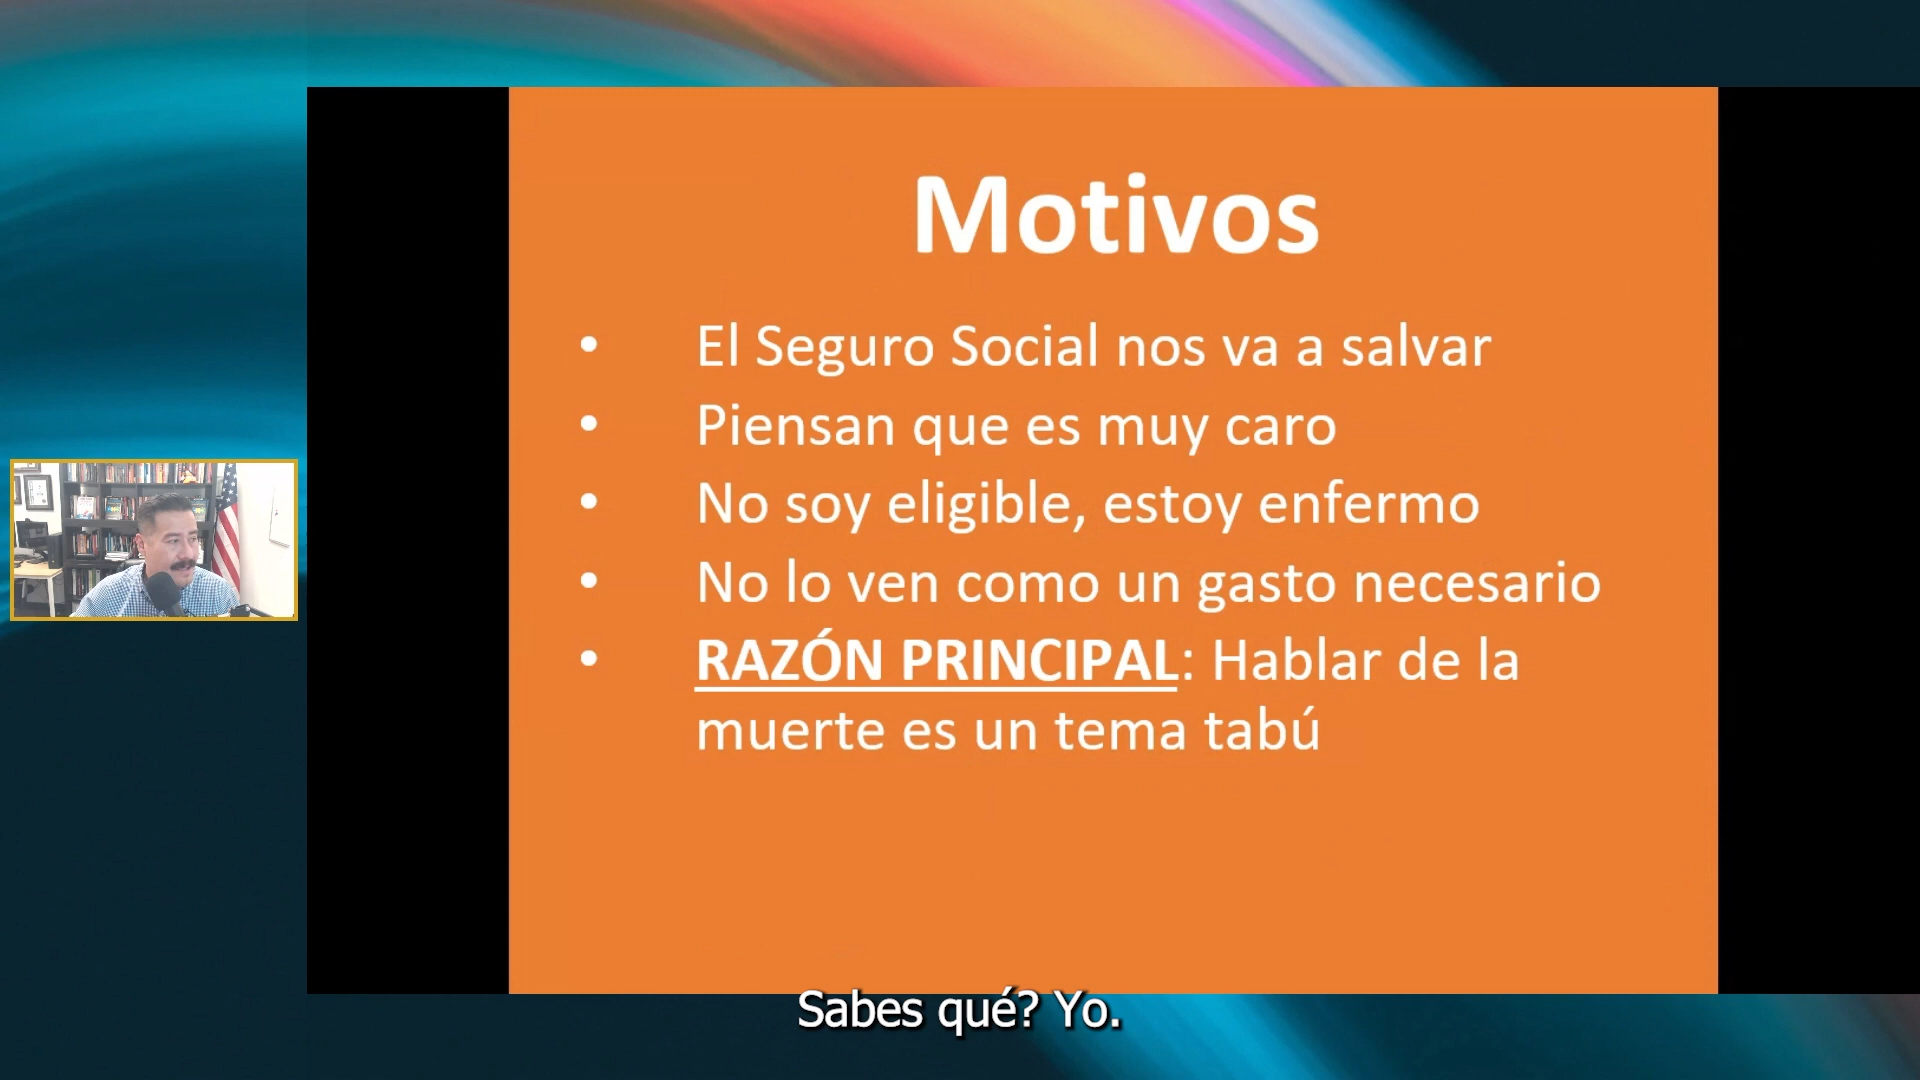 Motivos
• El Seguro Social nos va a salvar
• Piensan que es muy caro
• No soy eligible, estoy enfermo
• No lo ven como un gasto necesario
• RAZÓN PRINCIPAL: Hablar de la
muerte es un tema tabú
Sabes qué? Yo.